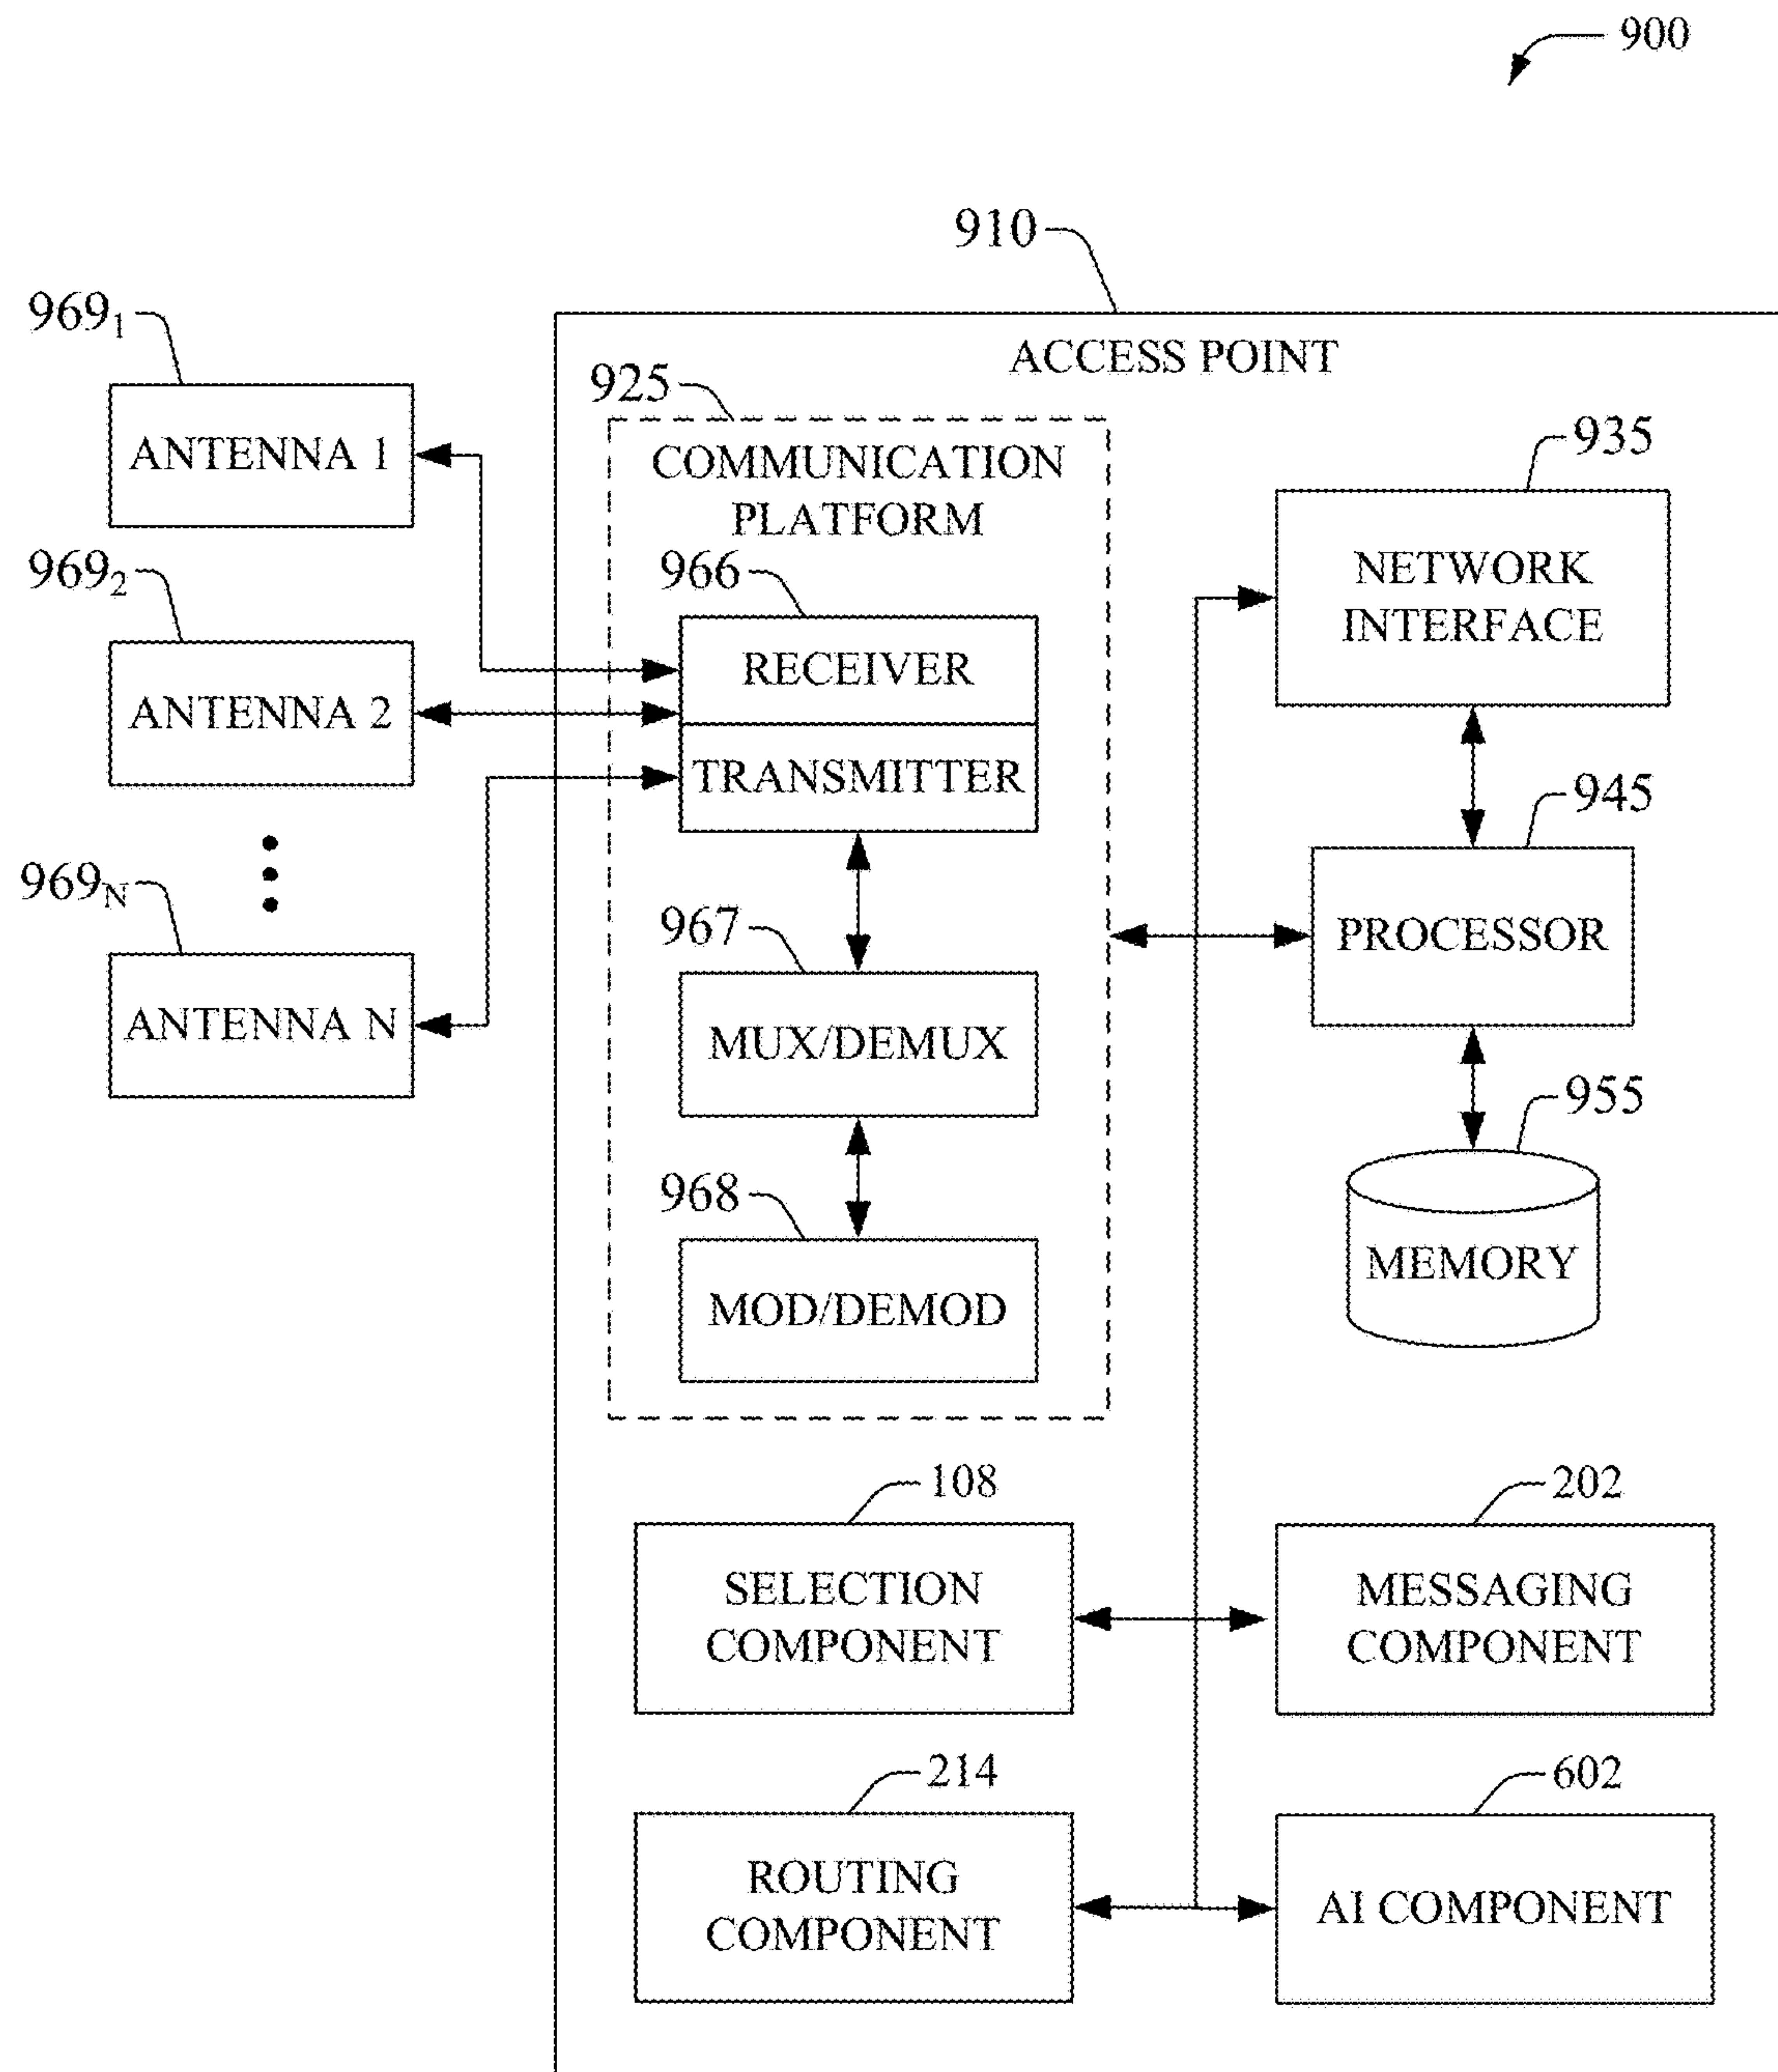 900
910
ACCESS POINT
969₁
ANTENNA 1
969₂
ANTENNA 2
969N
ANTENNA N
925
COMMUNICATION
PLATFORM
966
RECEIVER
TRANSMITTER
967
MUX/DEMUX
968
MOD/DEMOD
935
NETWORK
INTERFACE
945
PROCESSOR
955
MEMORY
108
SELECTION
COMPONENT
202
MESSAGING
COMPONENT
214
ROUTING
COMPONENT
602
AI COMPONENT